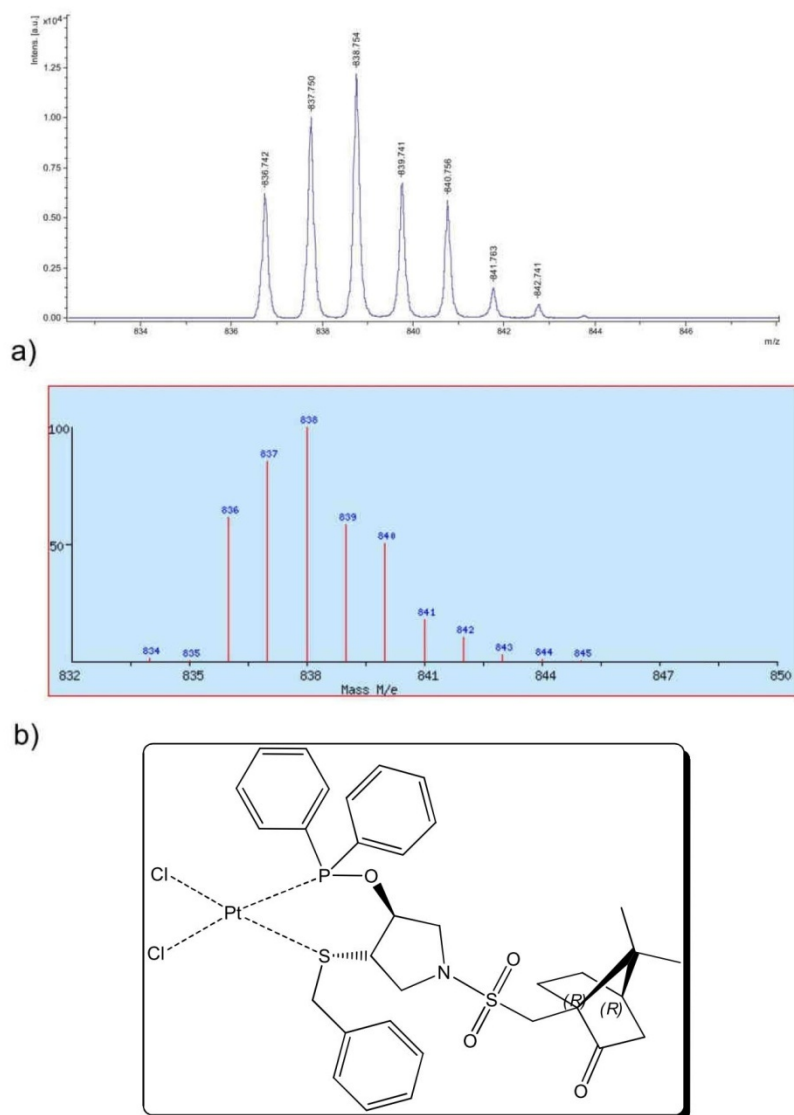 Intens. [a.u.]
x10⁴
1.25
1.00
0.75
0.50
0.25
0.00
836.742
837.750
838.754
839.741
840.756
841.763
842.741
834 836 838 840 842 844 846
m/z
a)
100
50
834
835
836
837
838
839
840
841
842
843
844
845
832 835 838 841 844 847 850
Mass M/e
b)
Cl
P O
Pt
Cl
S
N
O
S
(R) (R)
O
O